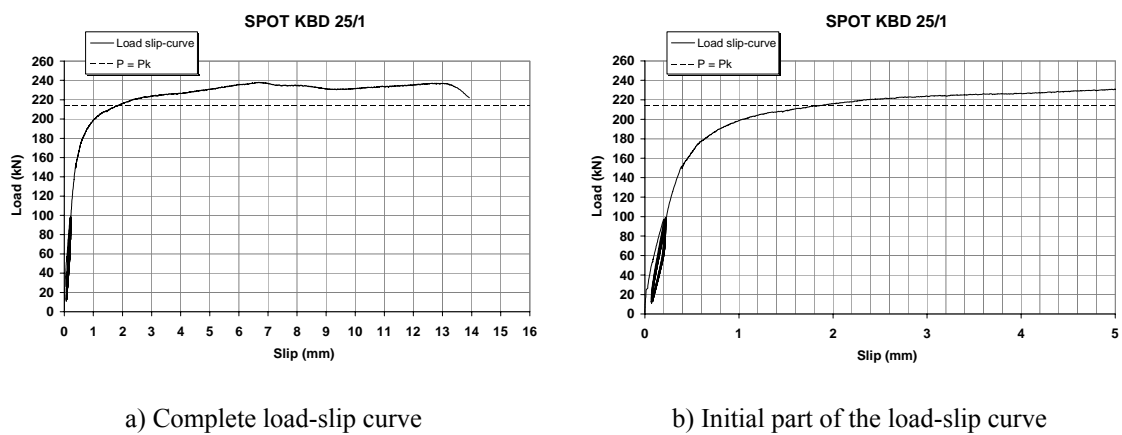 SPOT KBD 25/1
Load slip-curve
P = Pk
Load (kN)
260
240
220
200
180
160
140
120
100
80
60
40
20
0
0 1 2 3 4 5 6 7 8 9 10 11 12 13 14 15 16
Slip (mm)
a) Complete load-slip curve
SPOT KBD 25/1
Load slip-curve
P = Pk
Load (kN)
260
240
220
200
180
160
140
120
100
80
60
40
20
0
0 1 2 3 4 5
Slip (mm)
b) Initial part of the load-slip curve